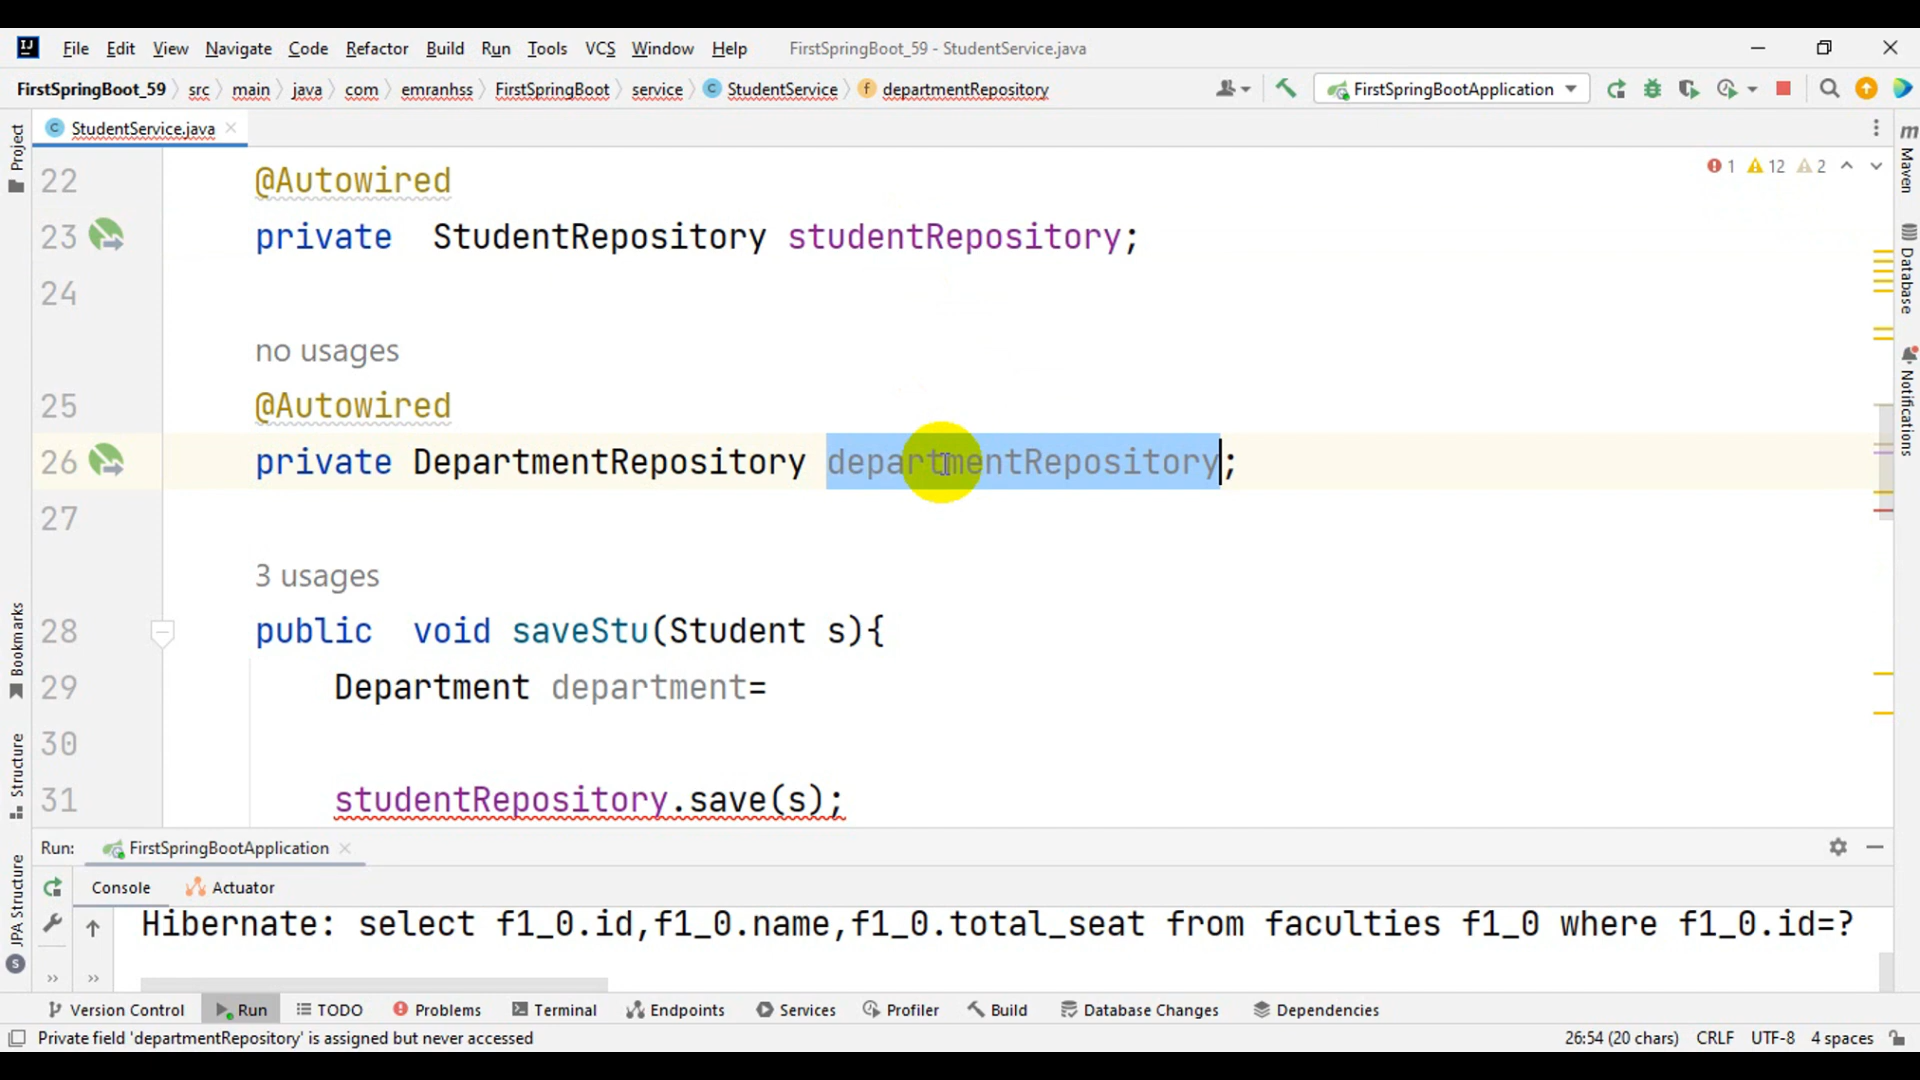 File Edit View Navigate Code Refactor Build Run Tools VCS Window Help FirstSpringBoot_59 - StudentService.java
FirstSpringBoot_59 src main java com emranhss FirstSpringBoot service StudentService departmentRepository FirstSpringBootApplication
StudentService.java
22 @Autowired 1 12 2
23 private StudentRepository studentRepository;
24
no usages
25 @Autowired
26 private DepartmentRepository departmentRepository;
27
3 usages
28 public void saveStu(Student s){
29 Department department=
30
31 studentRepository.save(s);
Run: FirstSpringBootApplication
Console Actuator
Hibernate: select f1_0.id,f1_0.name,f1_0.total_seat from faculties f1_0 where f1_0.id=?
Version Control Run TODO Problems Terminal Endpoints Services Profiler Build Database Changes Dependencies
Private field 'departmentRepository' is assigned but never accessed 26:54 (20 chars) CRLF UTF-8 4 spaces
Project
Bookmarks
Structure
JPA Structure
Maven
Database
Notifications